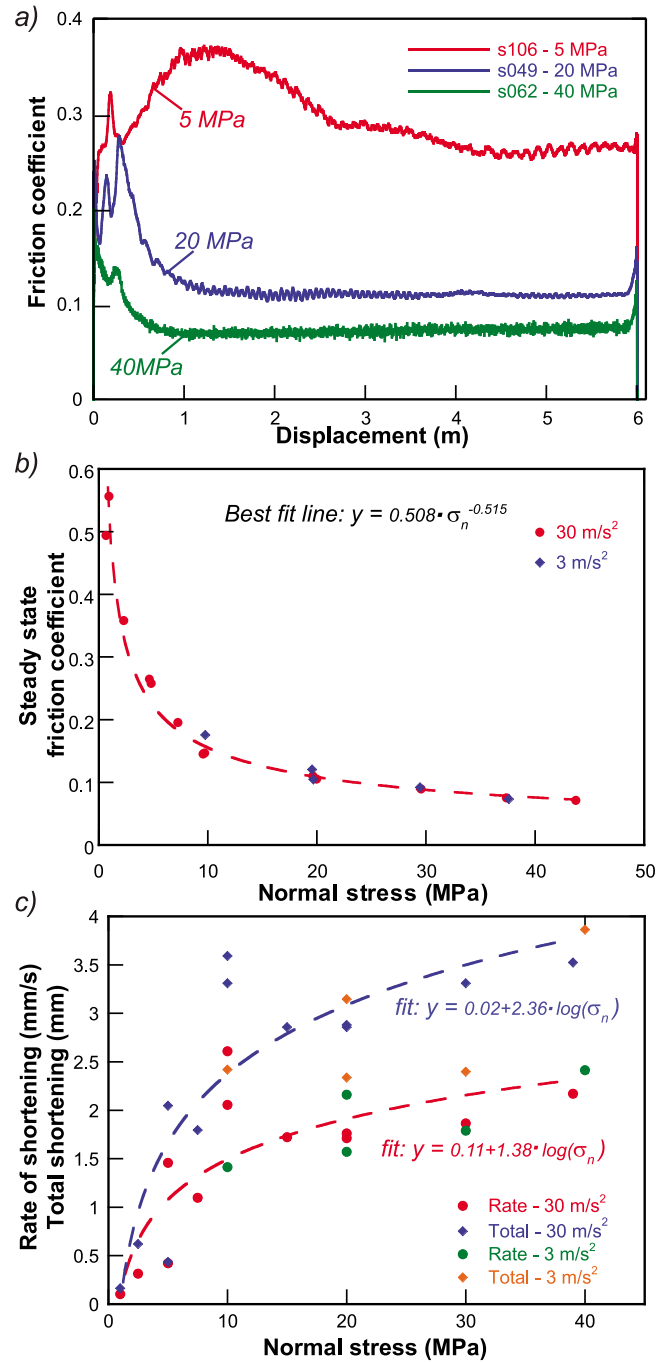 a)
s106 - 5 MPa
s049 - 20 MPa
s062 - 40 MPa
5 MPa
20 MPa
40MPa
0.4
0.3
0.2
0.1
0
Friction coefficient
0 1 2 3 4 5 6
Displacement (m)
b)
Best fit line: y = 0.508· σₙ^-0.515
30 m/s²
3 m/s²
0.6
0.5
0.4
0.3
0.2
0.1
0
Steady state
friction coefficient
0 10 20 30 40 50
Normal stress (MPa)
c)
4
3.5
3
2.5
2
1.5
1
0.5
0
Rate of shortening (mm/s)
Total shortening (mm)
fit: y = 0.02+2.36· log(σₙ)
fit: y = 0.11+1.38· log(σₙ)
Rate - 30 m/s²
Total - 30 m/s²
Rate - 3 m/s²
Total - 3 m/s²
0 10 20 30 40
Normal stress (MPa)